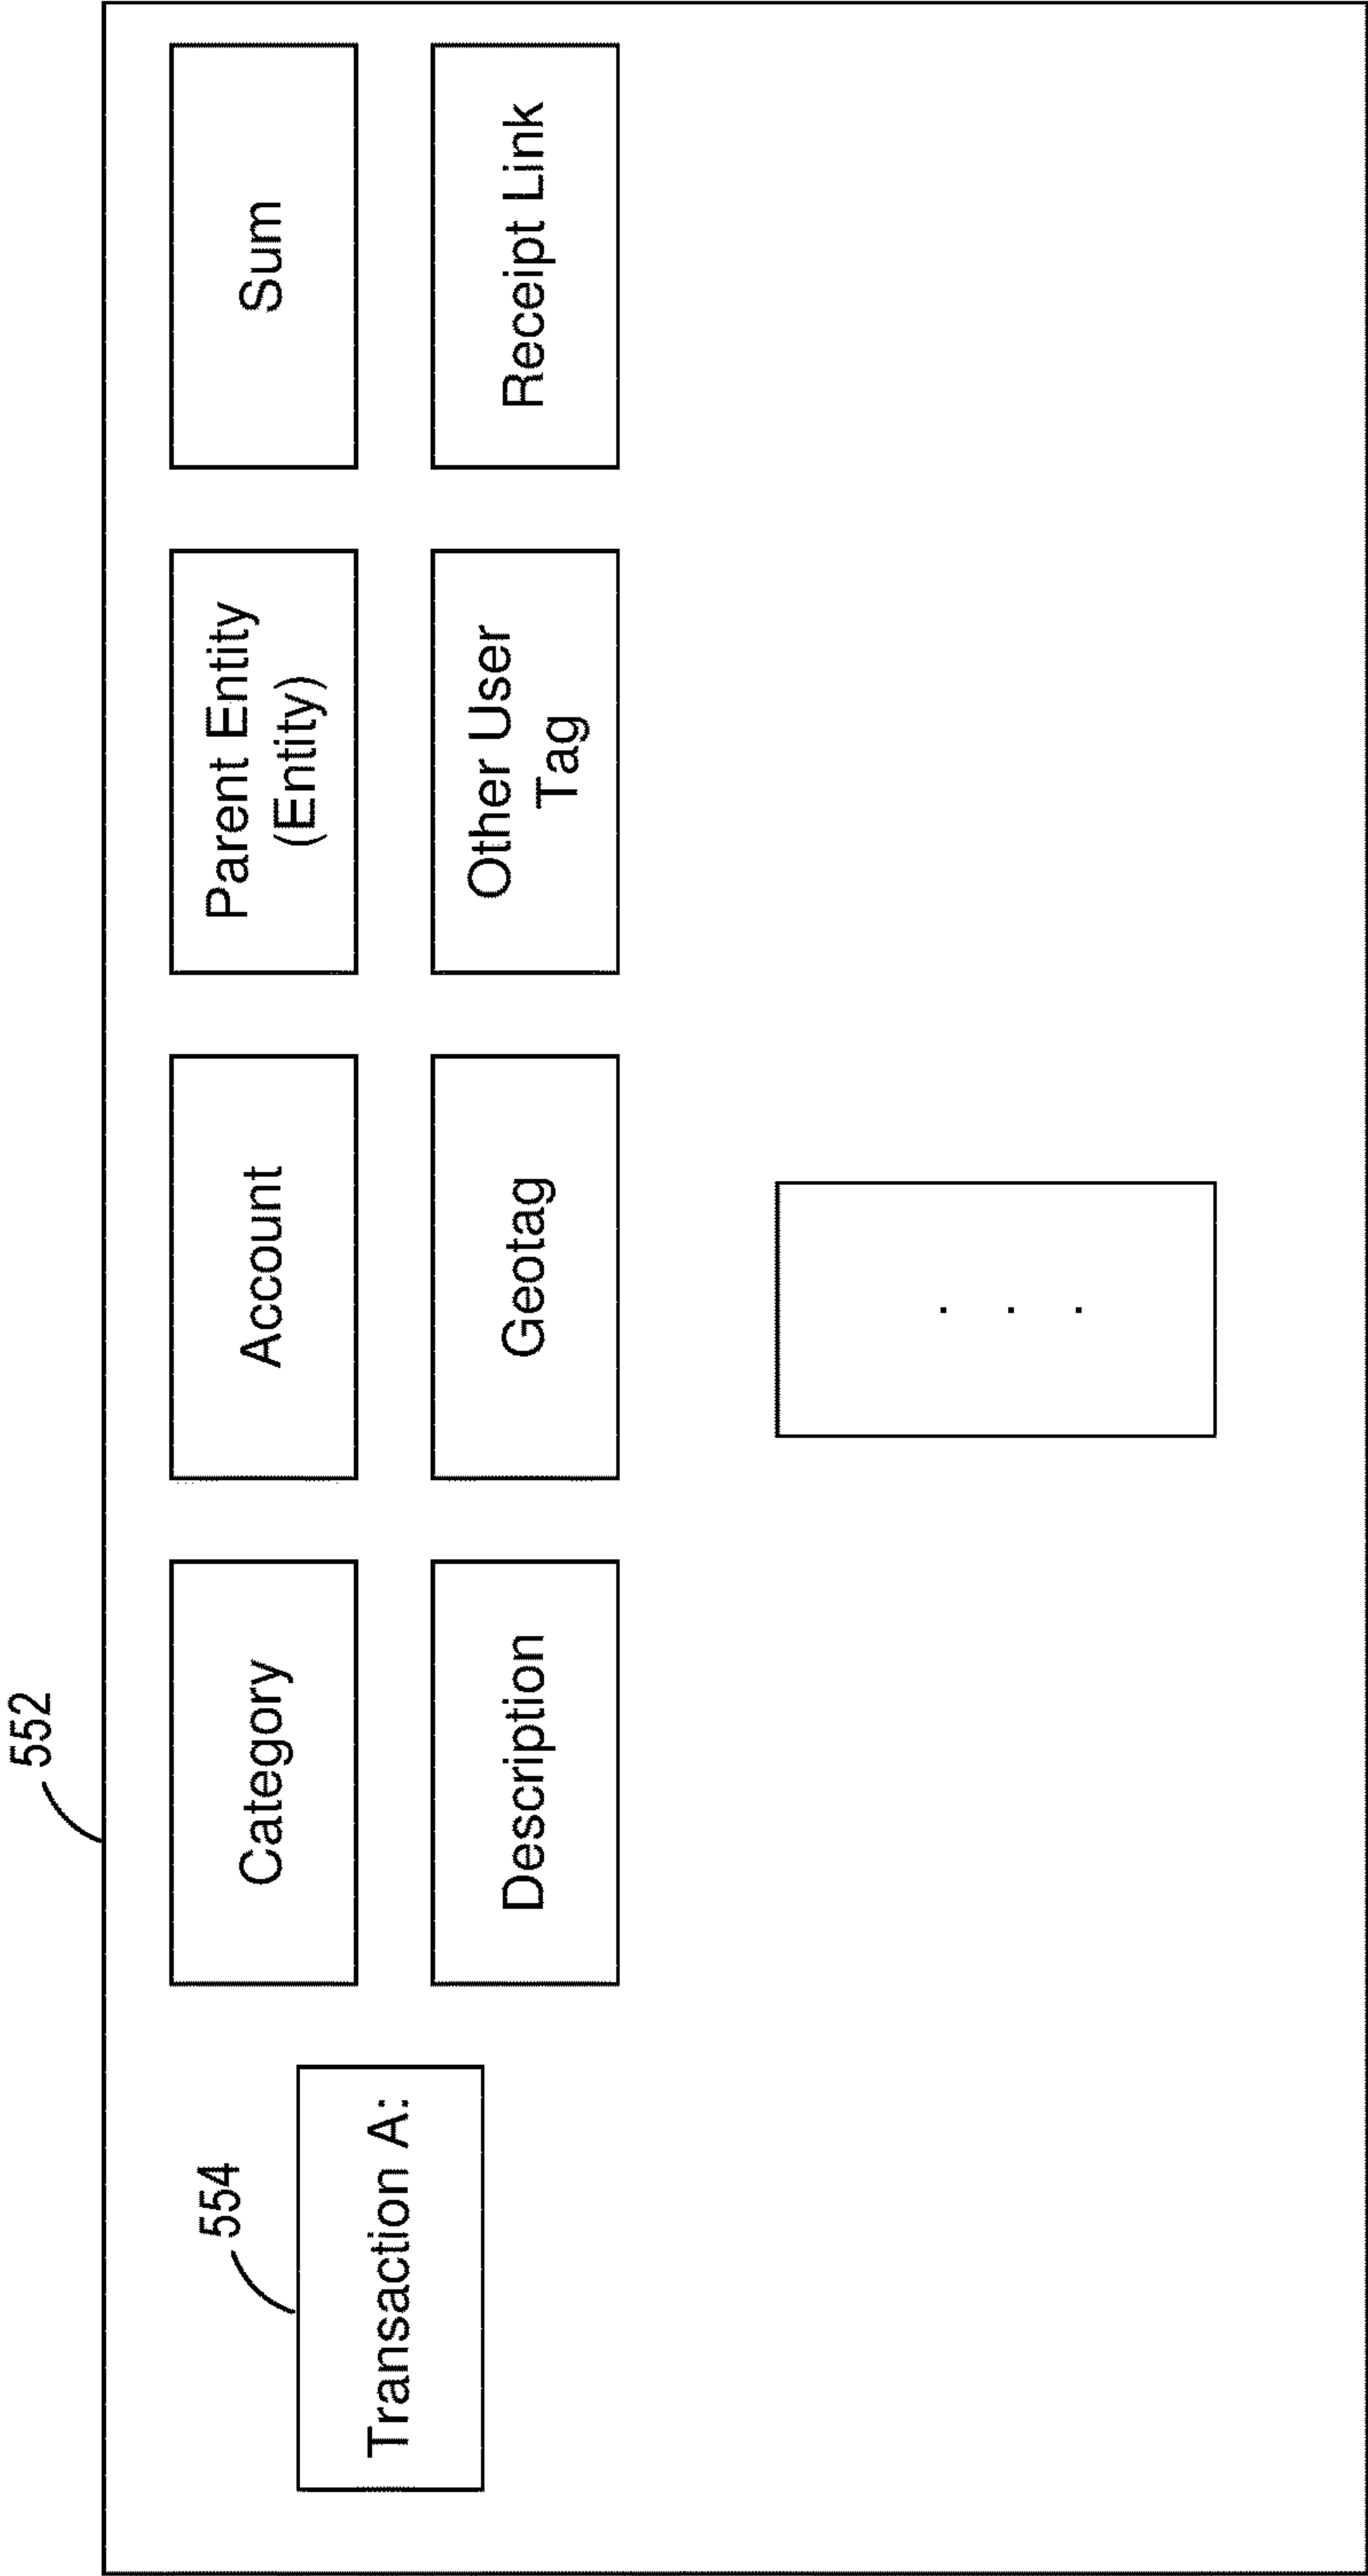 552
554
Transaction A:
Category
Account
Parent Entity
(Entity)
Sum
Description
Geotag
Other User
Tag
Receipt Link
. . .